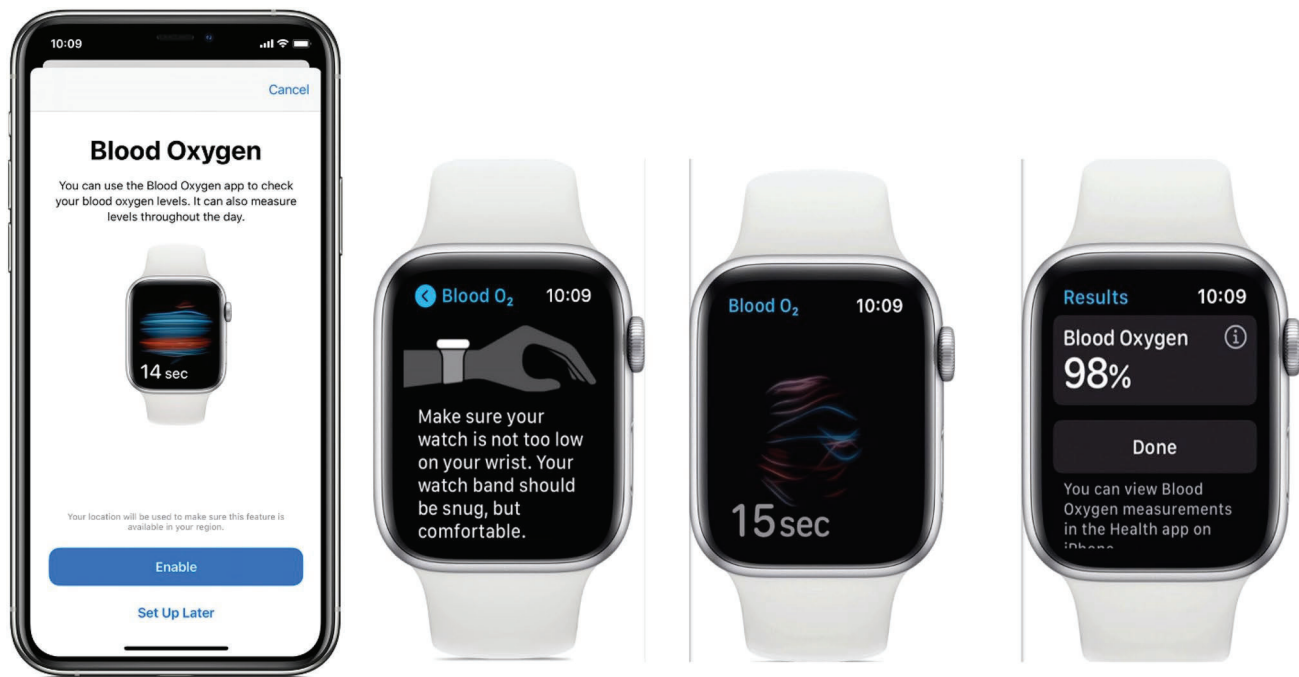 10:09
Cancel
Blood Oxygen
You can use the Blood Oxygen app to check
your blood oxygen levels. It can also measure
levels throughout the day.
14 sec
Your location will be used to make sure this feature is
available in your region.
Enable
Set Up Later
Blood O₂ 10:09
Make sure your
watch is not too low
on your wrist. Your
watch band should
be snug, but
comfortable.
Blood O₂ 10:09
15 sec
Results 10:09
Blood Oxygen
98%
Done
You can view Blood
Oxygen measurements
in the Health app on
iPhone